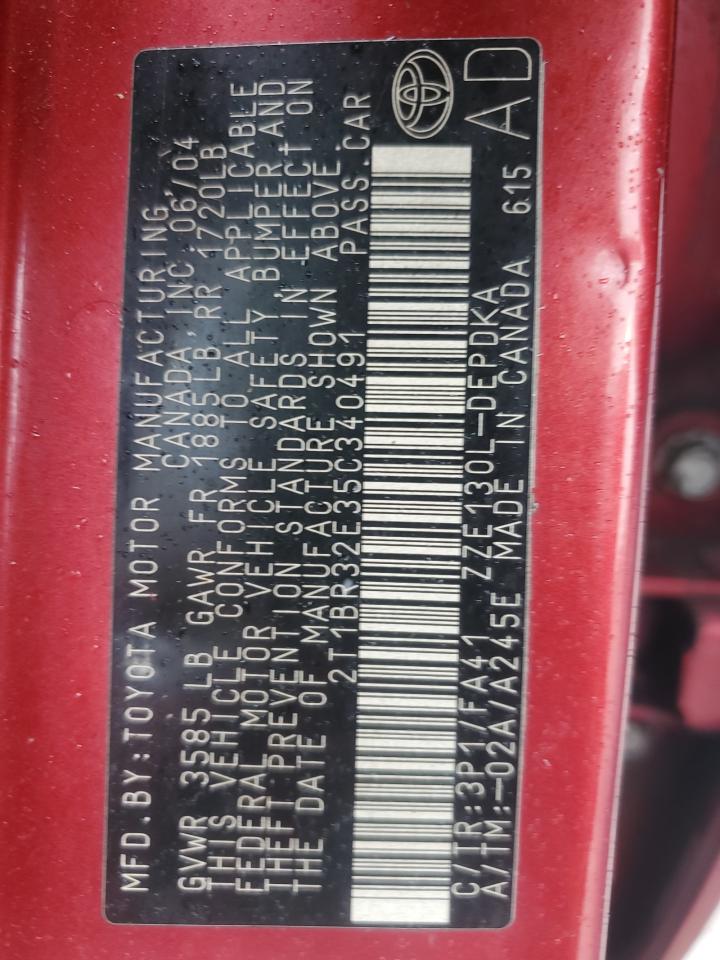 MFD.BY:TOYOTA MOTOR MANUFACTURING,
CANADA, INC 06/04
GVWR 3585 LB GAWR FR 1885LB RR 1720LB
THIS VEHICLE CONFORMS TO ALL APPLICABLE
FEDERAL MOTOR VEHICLE SAFETY, BUMPER AND
THEFT PREVENTION STANDARDS IN EFFECT ON
THE DATE OF MANUFACTURE SHOWN ABOVE.
2T1BR32E35C340491 PASS.CAR
C/TR:3P1/FA41 ZZE130L-DEPDKA
A/TM:-02A/A245E MADE IN CANADA 615
AD